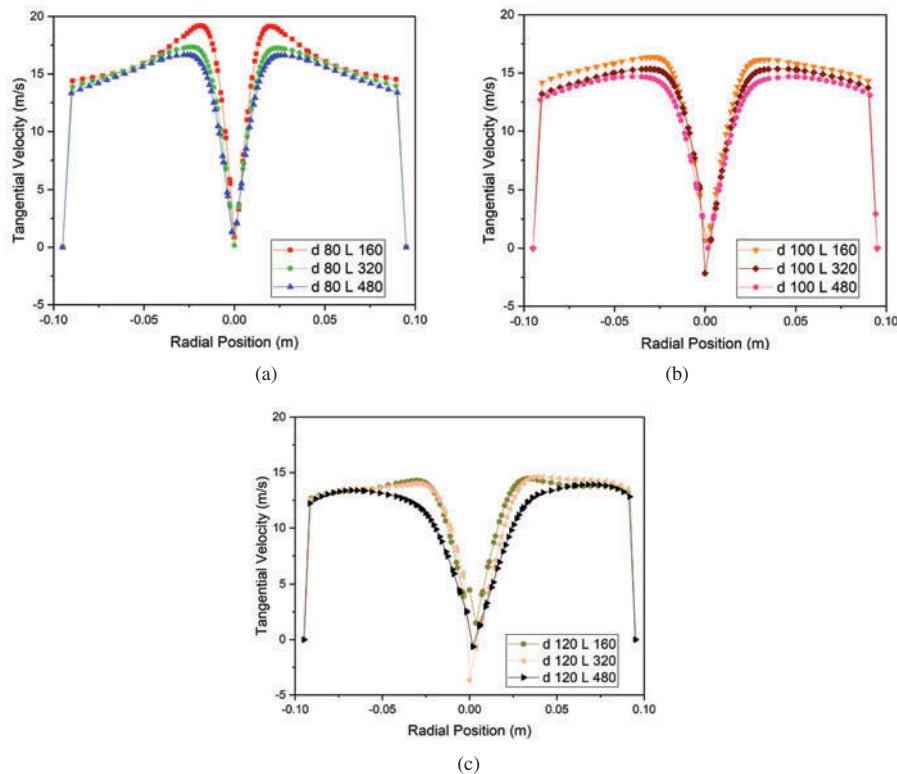 20
15
10
5
0
-5
Tangential Velocity (m/s)
d 80 L 160
d 80 L 320
d 80 L 480
-0.10
-0.05
0.00
0.05
0.10
Radial Position (m)
(a)
20
15
10
5
0
-5
Tangential Velocity (m/s)
d 100 L 160
d 100 L 320
d 100 L 480
-0.10
-0.05
0.00
0.05
0.10
Radial Position (m)
(b)
20
15
10
5
0
-5
Tangential Velocity (m/s)
d 120 L 160
d 120 L 320
d 120 L 480
-0.10
-0.05
0.00
0.05
0.10
Radial Position (m)
(c)